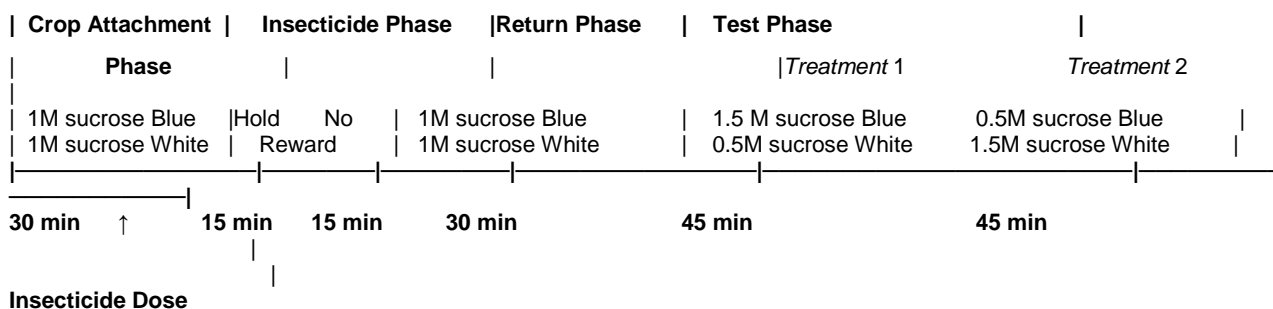 | Crop Attachment | Insecticide Phase |Return Phase | Test Phase |
| Phase | | |Treatment 1 Treatment 2
|
| 1M sucrose Blue |Hold No | 1M sucrose Blue | 1.5 M sucrose Blue 0.5M sucrose Blue |
| 1M sucrose White | Reward | 1M sucrose White | 0.5M sucrose White 1.5M sucrose White |
30 min ↑ 15 min 15 min 30 min 45 min 45 min
|
|
Insecticide Dose